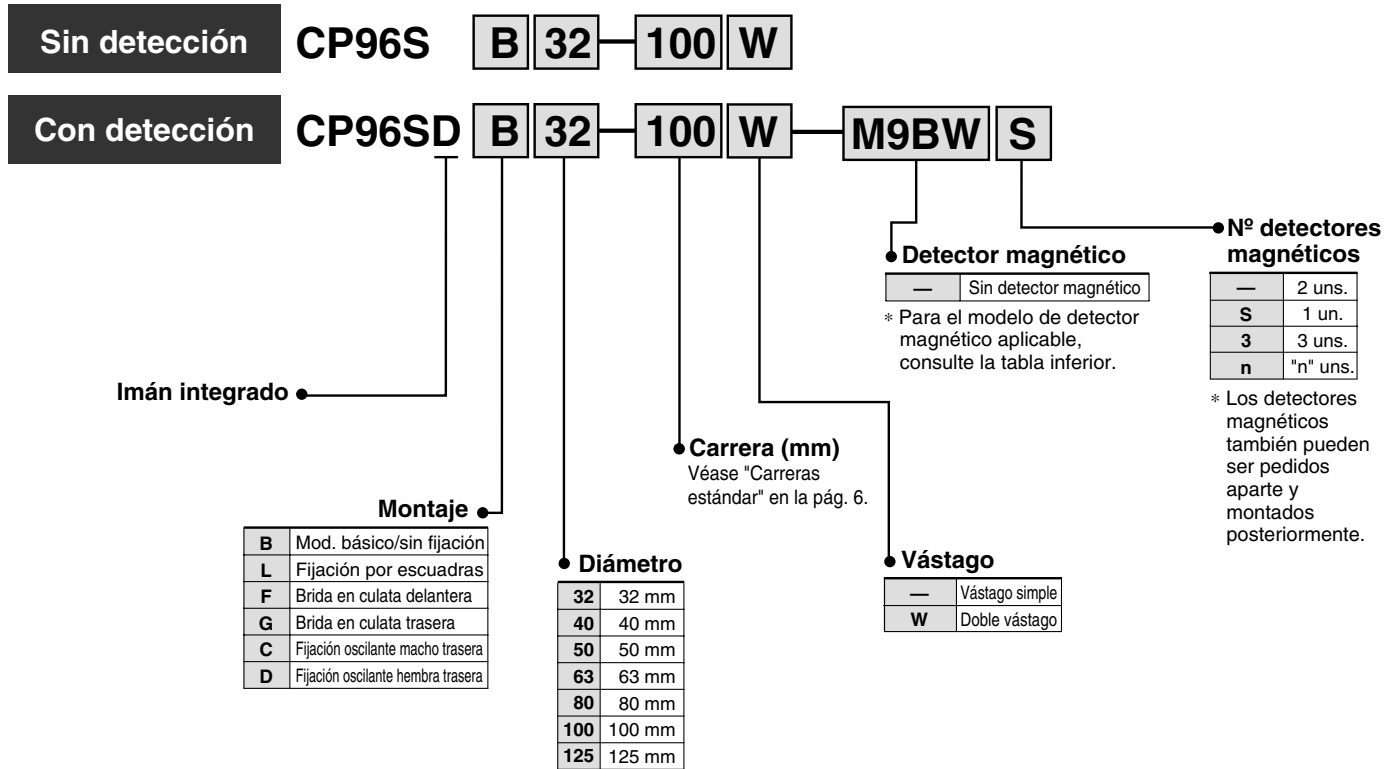 Sin detección CP96S B 32 — 100 W
Con detección CP96SD B 32 — 100 W — M9BW S
Imán integrado
Montaje
B Mod. básico/sin fijación
L Fijación por escuadras
F Brida en culata delantera
G Brida en culata trasera
C Fijación oscilante macho trasera
D Fijación oscilante hembra trasera
Diámetro
32 32 mm
40 40 mm
50 50 mm
63 63 mm
80 80 mm
100 100 mm
125 125 mm
Carrera (mm)
Véase "Carreras
estándar" en la pág. 6.
Vástago
— Vástago simple
W Doble vástago
Detector magnético
— Sin detector magnético
* Para el modelo de detector
magnético aplicable,
consulte la tabla inferior.
Nº detectores
magnéticos
— 2 uns.
S 1 un.
3 3 uns.
n "n" uns.
* Los detectores
magnéticos
también pueden
ser pedidos
aparte y
montados
posteriormente.